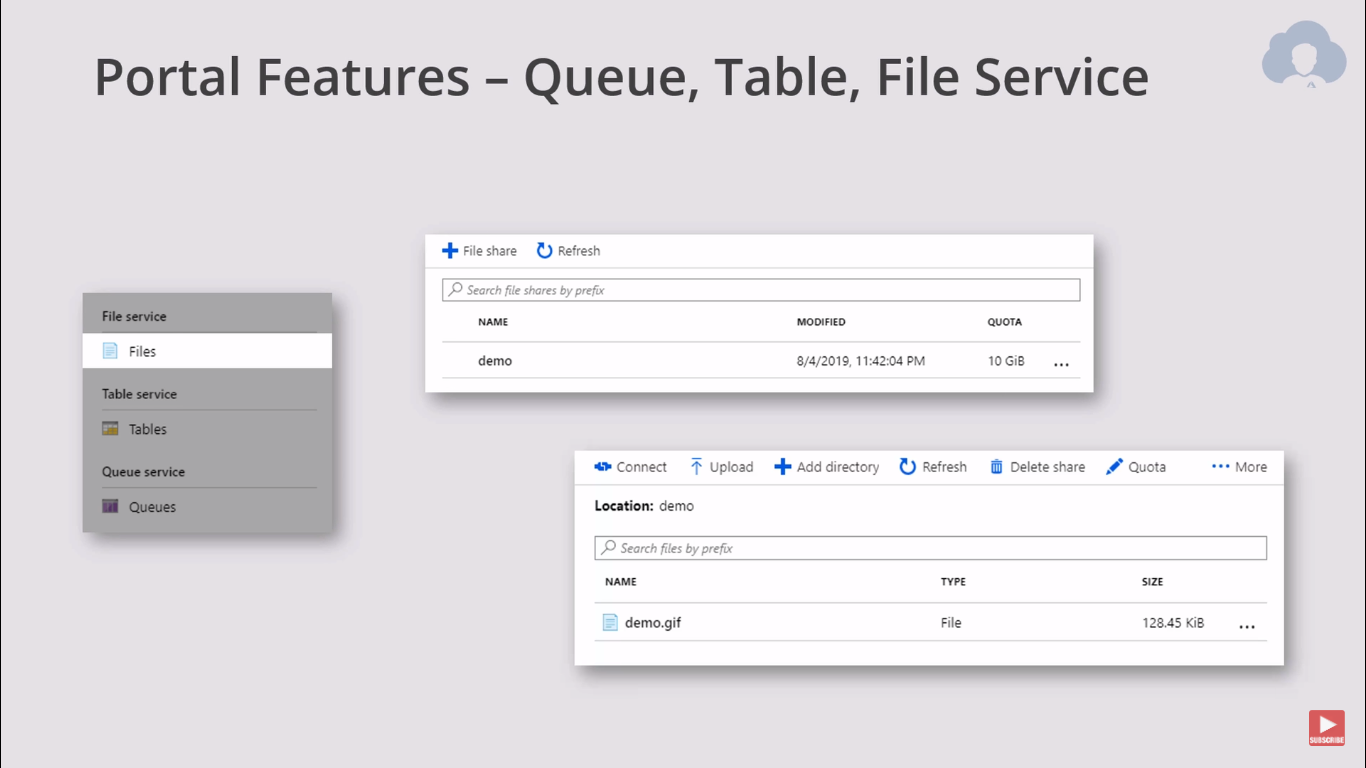 Portal Features – Queue, Table, File Service
File service
Files
Table service
Tables
Queue service
Queues
File share Refresh
Search file shares by prefix
NAME MODIFIED QUOTA
demo 8/4/2019, 11:42:04 PM 10 GiB ...
Connect Upload Add directory Refresh Delete share Quota ... More
Location: demo
Search files by prefix
NAME TYPE SIZE
demo.gif File 128.45 KiB ...
SUBSCRIBE